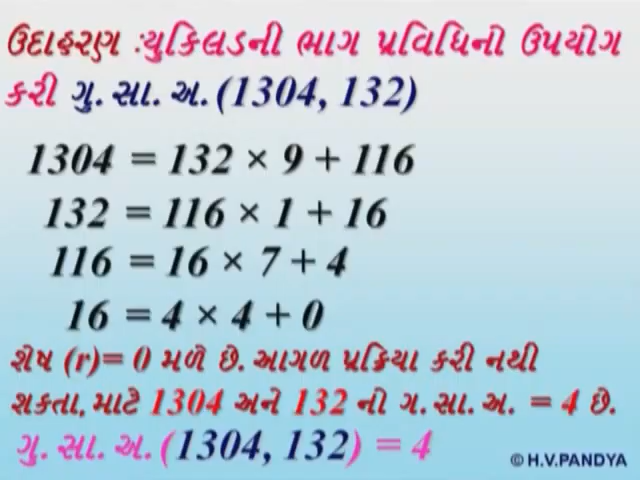 ઉદાહરણ :યુકિલડની ભાગ પ્રવિધિનો ઉપયોગ
કરી ગુ. સા. અ. (1304, 132)
1304 = 132 × 9 + 116
132 = 116 × 1 + 16
116 = 16 × 7 + 4
16 = 4 × 4 + 0
શેષ (r)= 0 મળે છે. આગળ પ્રક્રિયા કરી નથી
શકતા, માટે 1304 અને 132 નો ગ. સા. અ. = 4 છે.
ગુ. સા. અ. (1304, 132) = 4
© H.V.PANDYA